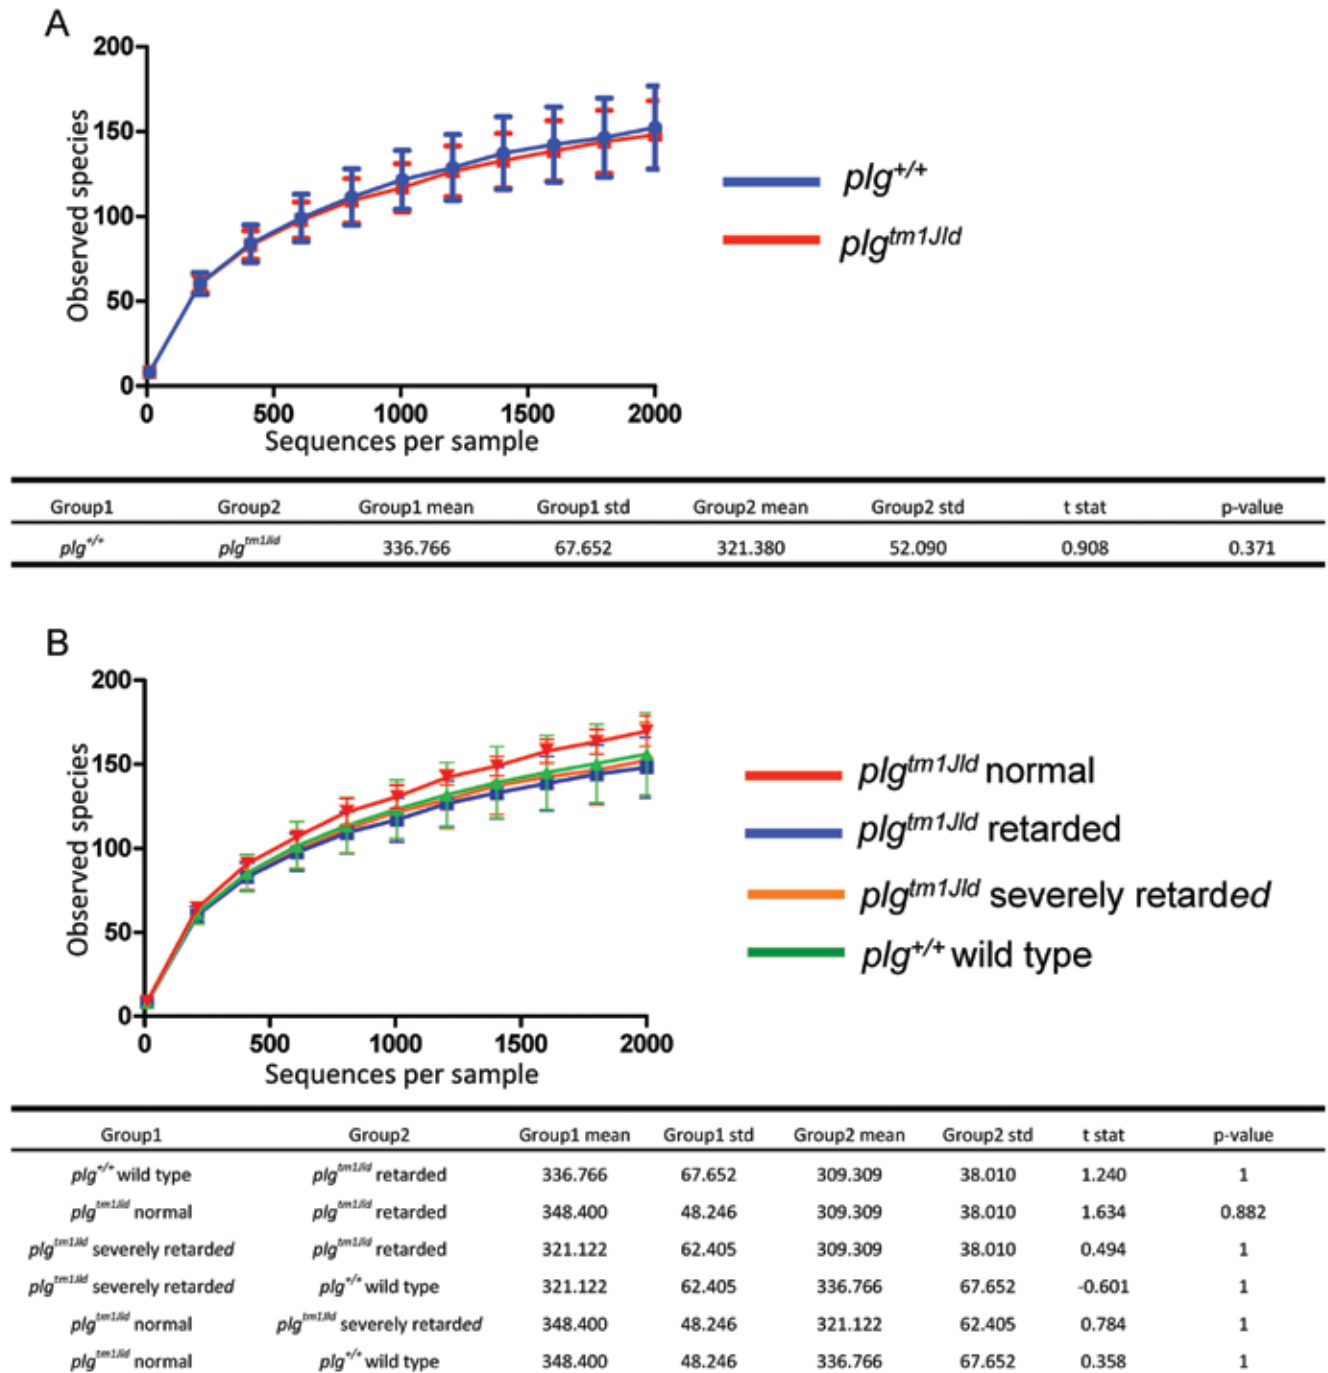 A
200
150
100
50
0
Observed species
0 500 1000 1500 2000
Sequences per sample
plg+/+
plgtm1Jld
Group1 Group2 Group1 mean Group1 std Group2 mean Group2 std t stat p-value
plg+/+ plgtm1Jld 336.766 67.652 321.380 52.090 0.908 0.371
B
200
150
100
50
0
Observed species
0 500 1000 1500 2000
Sequences per sample
plgtm1Jld normal
plgtm1Jld retarded
plgtm1Jld severely retarded
plg+/+ wild type
Group1 Group2 Group1 mean Group1 std Group2 mean Group2 std t stat p-value
plg+/+ wild type plgtm1Jld retarded 336.766 67.652 309.309 38.010 1.240 1
plgtm1Jld normal plgtm1Jld retarded 348.400 48.246 309.309 38.010 1.634 0.882
plgtm1Jld severely retarded plgtm1Jld retarded 321.122 62.405 309.309 38.010 0.494 1
plgtm1Jld severely retarded plg+/+ wild type 321.122 62.405 336.766 67.652 -0.601 1
plgtm1Jld normal plgtm1Jld severely retarded 348.400 48.246 321.122 62.405 0.784 1
plgtm1Jld normal plg+/+ wild type 348.400 48.246 336.766 67.652 0.358 1